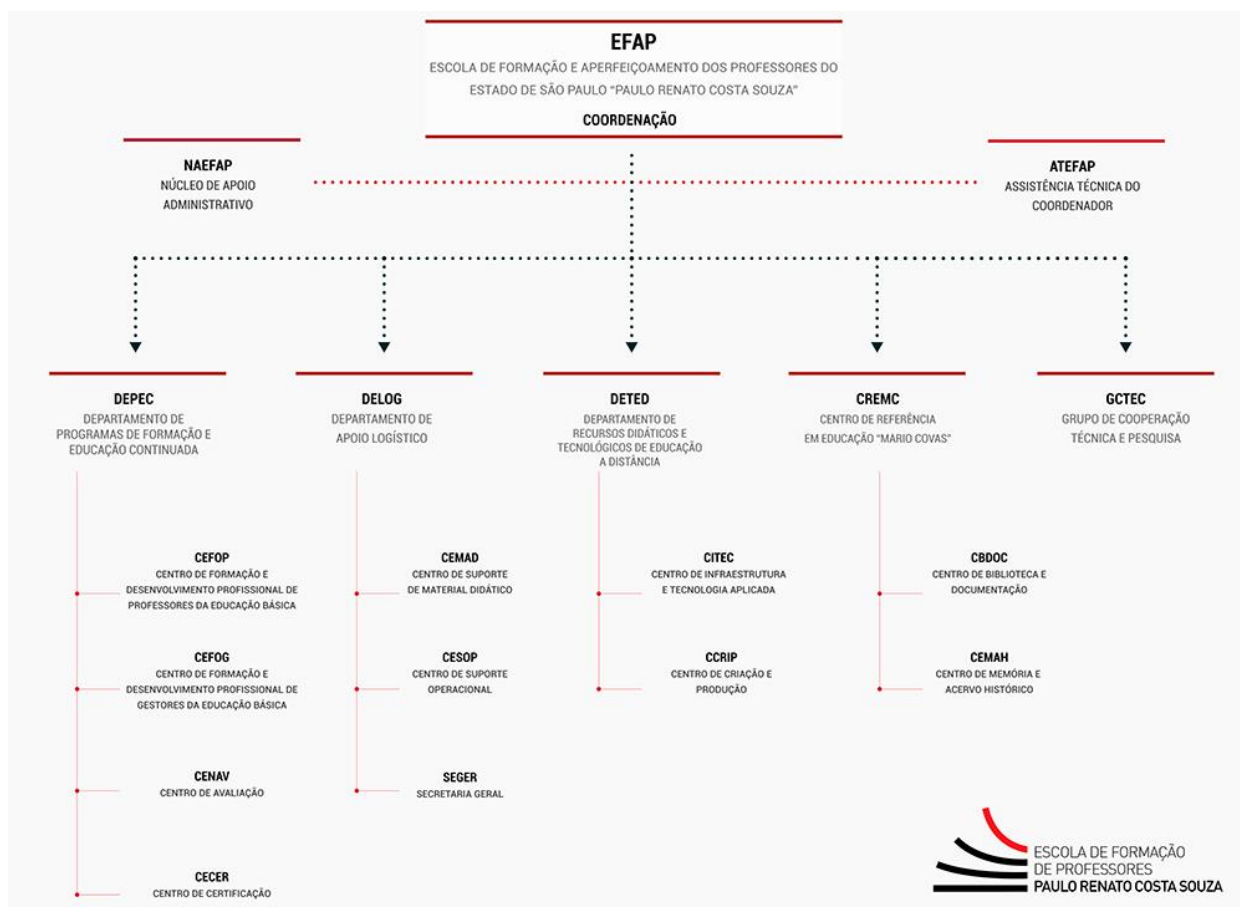 EFAP
ESCOLA DE FORMAÇÃO E APERFEIÇOAMENTO DOS PROFESSORES DO
ESTADO DE SÃO PAULO “PAULO RENATO COSTA SOUZA”
COORDENAÇÃO
NAEFAP
NÚCLEO DE APOIO
ADMINISTRATIVO
ATEFAP
ASSISTÊNCIA TÉCNICA DO
COORDENADOR
DEPEC
DEPARTAMENTO DE
PROGRAMAS DE FORMAÇÃO E
EDUCAÇÃO CONTINUADA
DELOG
DEPARTAMENTO DE
APOIO LOGÍSTICO
DETED
DEPARTAMENTO DE
RECURSOS DIDÁTICOS E
TECNOLÓGICOS DE EDUCAÇÃO
A DISTÂNCIA
CREMC
CENTRO DE REFERÊNCIA
EM EDUCAÇÃO “MARIO COVAS”
GCTEC
GRUPO DE COOPERAÇÃO
TÉCNICA E PESQUISA
CEFOP
CENTRO DE FORMAÇÃO E
DESENVOLVIMENTO PROFISSIONAL DE
PROFESSORES DA EDUCAÇÃO BÁSICA
CEFOG
CENTRO DE FORMAÇÃO E
DESENVOLVIMENTO PROFISSIONAL DE
GESTORES DA EDUCAÇÃO BÁSICA
CENAV
CENTRO DE AVALIAÇÃO
CECER
CENTRO DE CERTIFICAÇÃO
CEMAD
CENTRO DE SUPORTE
DE MATERIAL DIDÁTICO
CESOP
CENTRO DE SUPORTE
OPERACIONAL
SEGER
SECRETARIA GERAL
CITEC
CENTRO DE INFRAESTRUTURA
E TECNOLOGIA APLICADA
CCRIP
CENTRO DE CRIAÇÃO E
PRODUÇÃO
CBDOC
CENTRO DE BIBLIOTECA E
DOCUMENTAÇÃO
CEMAH
CENTRO DE MEMÓRIA E
ACERVO HISTÓRICO
ESCOLA DE FORMAÇÃO
DE PROFESSORES
PAULO RENATO COSTA SOUZA